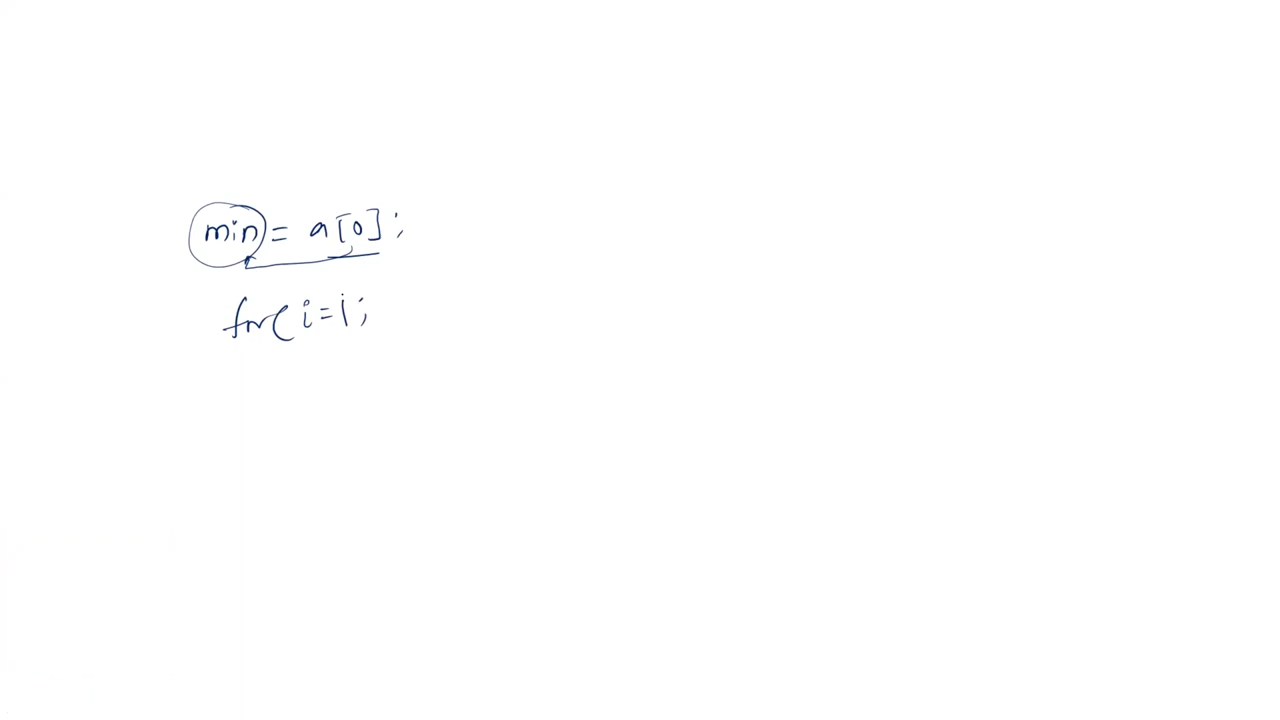 min = a[0];
for( i=1;